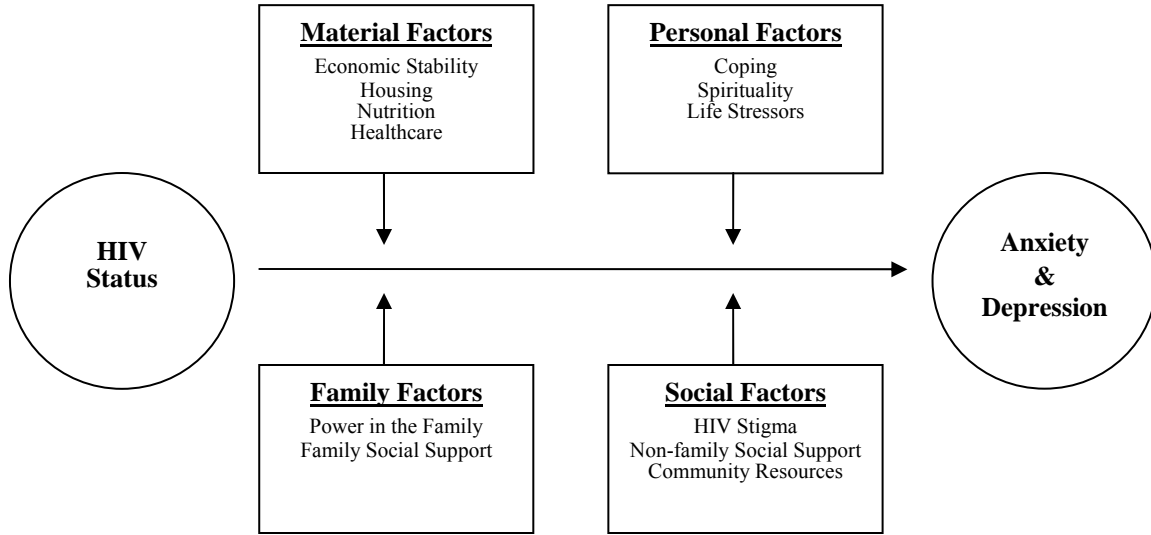 Material Factors
Economic Stability
Housing
Nutrition
Healthcare
Personal Factors
Coping
Spirituality
Life Stressors
HIV
Status
Anxiety
&
Depression
Family Factors
Power in the Family
Family Social Support
Social Factors
HIV Stigma
Non-family Social Support
Community Resources